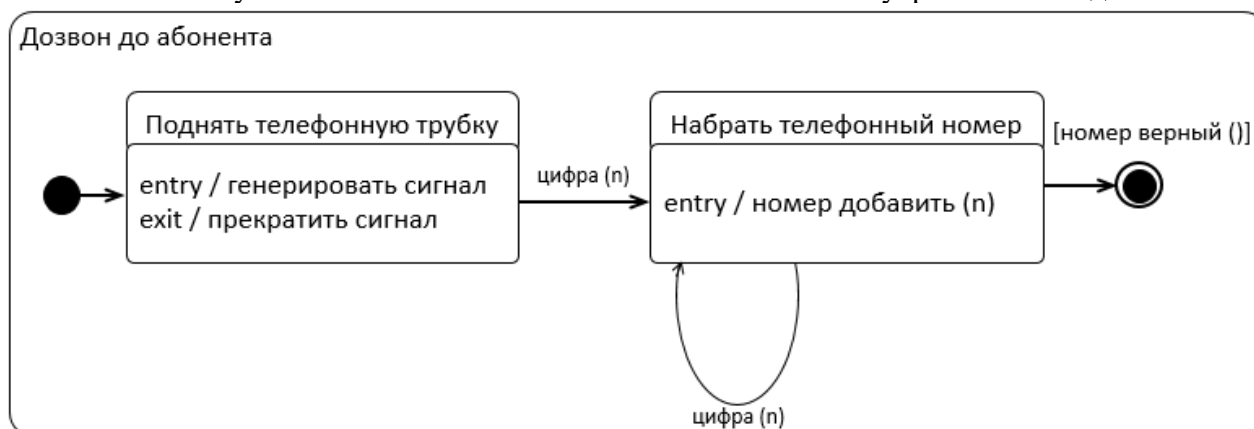 Дозвон до абонента
Поднять телефонную трубку
entry / генерировать сигнал
exit / прекратить сигнал
цифра (n)
Набрать телефонный номер
entry / номер добавить (n)
[номер верный ()]
цифра (n)